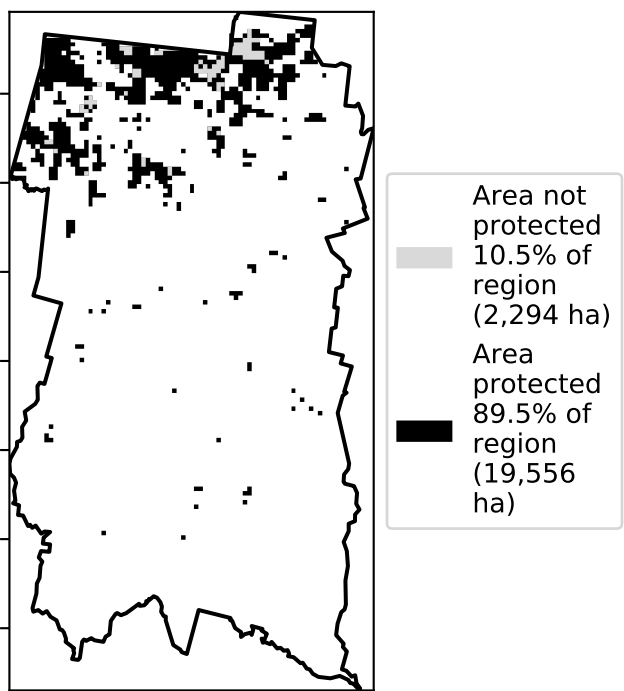 Area not
protected
10.5% of
region
(2,294 ha)
Area
protected
89.5% of
region
(19,556
ha)